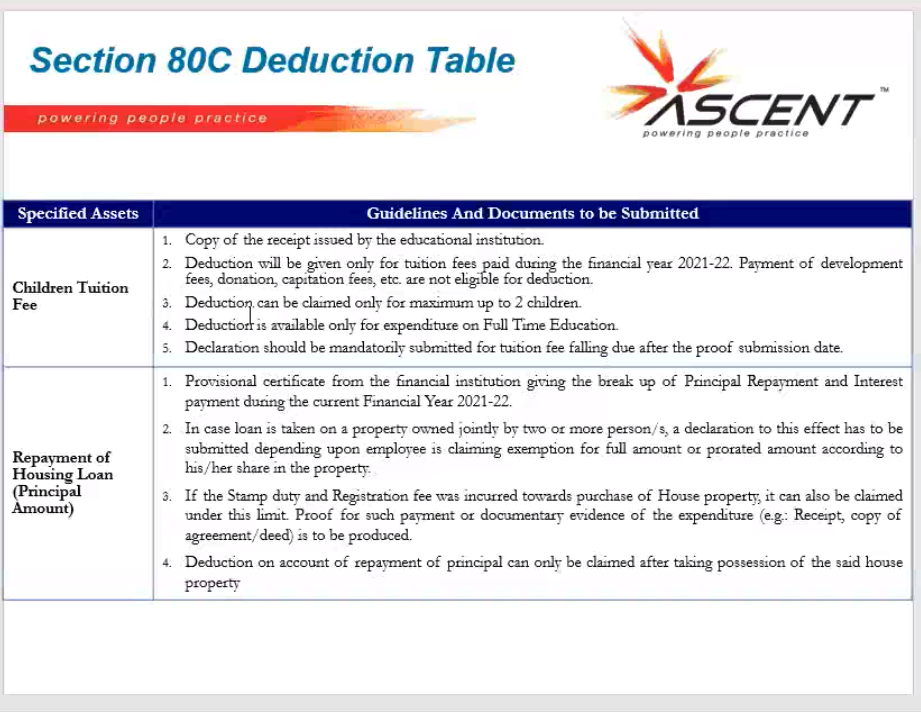 Section 80C Deduction Table
powering people practice
ASCENT™
powering people practice
Specified Assets
Guidelines And Documents to be Submitted
Children Tuition
Fee
1. Copy of the receipt issued by the educational institution.
2. Deduction will be given only for tuition fees paid during the financial year 2021-22. Payment of development
fees, donation, capitation fees, etc. are not eligible for deduction.
3. Deduction can be claimed only for maximum up to 2 children.
4. Deduction is available only for expenditure on Full Time Education.
5. Declaration should be mandatorily submitted for tuition fee falling due after the proof submission date.
Repayment of
Housing Loan
(Principal
Amount)
1. Provisional certificate from the financial institution giving the break up of Principal Repayment and Interest
payment during the current Financial Year 2021-22.
2. In case loan is taken on a property owned jointly by two or more person/s, a declaration to this effect has to be
submitted depending upon employee is claiming exemption for full amount or prorated amount according to
his/her share in the property.
3. If the Stamp duty and Registration fee was incurred towards purchase of House property, it can also be claimed
under this limit. Proof for such payment or documentary evidence of the expenditure (e.g.: Receipt, copy of
agreement/deed) is to be produced.
4. Deduction on account of repayment of principal can only be claimed after taking possession of the said house
property